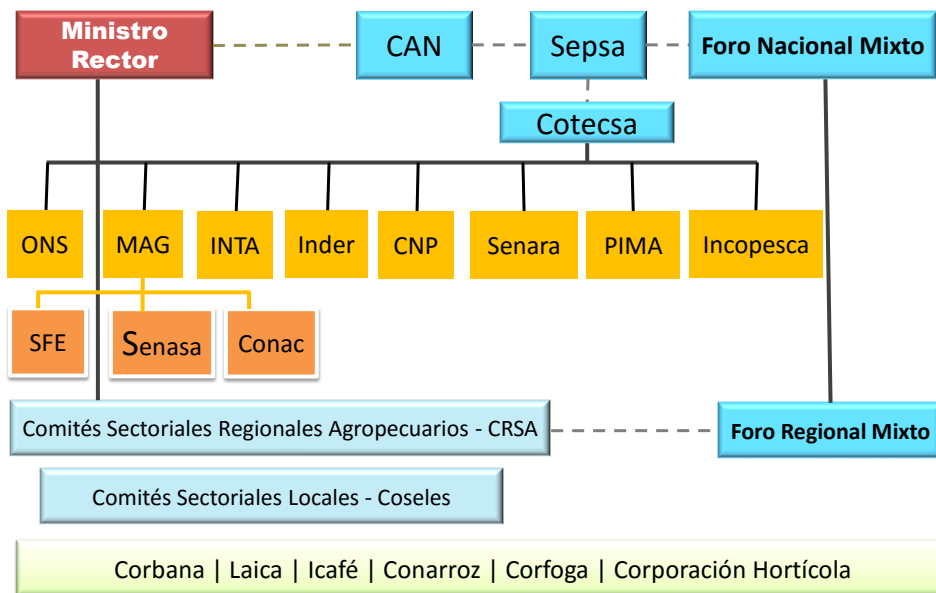 Ministro
Rector
CAN
Sepsa
Foro Nacional Mixto
Cotecsa
ONS
MAG
INTA
Inder
CNP
Senara
PIMA
Incopesca
SFE
Senasa
Conac
Comités Sectoriales Regionales Agropecuarios - CRSA
Foro Regional Mixto
Comités Sectoriales Locales - Coseles
Corbana | Laica | Icafé | Conarroz | Corfoga | Corporación Hortícola